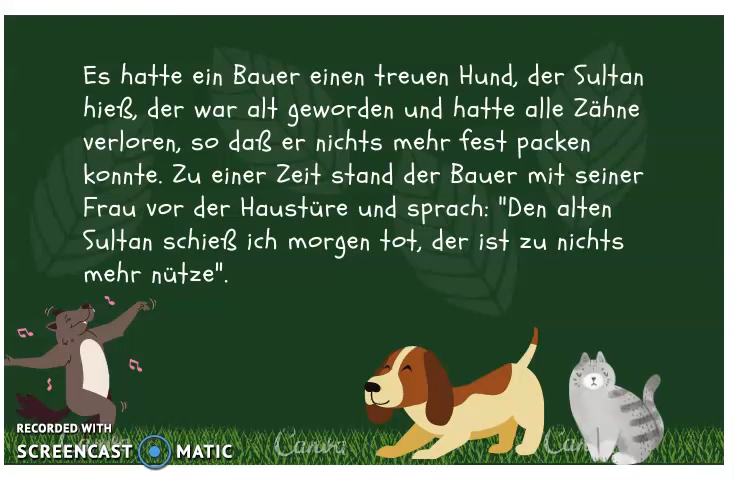 Es hatte ein Bauer einen treuen Hund, der Sultan
hieß, der war alt geworden und hatte alle Zähne
verloren, so daß er nichts mehr fest packen
konnte. Zu einer Zeit stand der Bauer mit seiner
Frau vor der Haustüre und sprach: "Den alten
Sultan schieß ich morgen tot, der ist zu nichts
mehr nütze".
RECORDED WITH
SCREENCAST MATIC
Canva
Canva